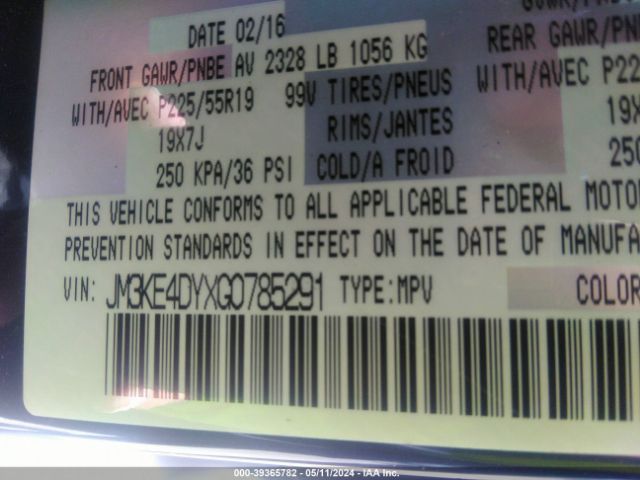 GVWR/PNB
DATE 02/16
FRONT GAWR/PNBE AV 2328 LB 1056 KG REAR GAWR/PN
WITH/AVEC P225/55R19 99V TIRES/PNEUS WITH/AVEC P22
19X7J RIMS/JANTES 19X
250 KPA/36 PSI COLD/A FROID 250
THIS VEHICLE CONFORMS TO ALL APPLICABLE FEDERAL MOTO
PREVENTION STANDARDS IN EFFECT ON THE DATE OF MANUFA
VIN: JM3KE4DYXG0785291 TYPE:MPV COLOR
000-39365782 - 05/11/2024 - IAA Inc.